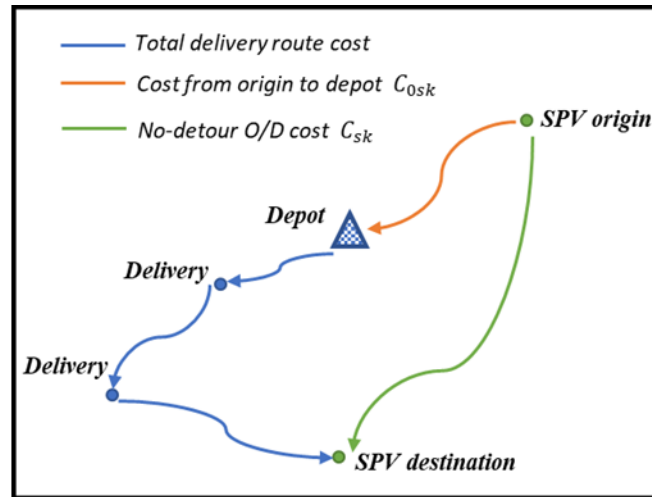 Total delivery route cost
Cost from origin to depot C₀ₛₖ
No-detour O/D cost Cₛₖ
SPV origin
Depot
Delivery
Delivery
SPV destination